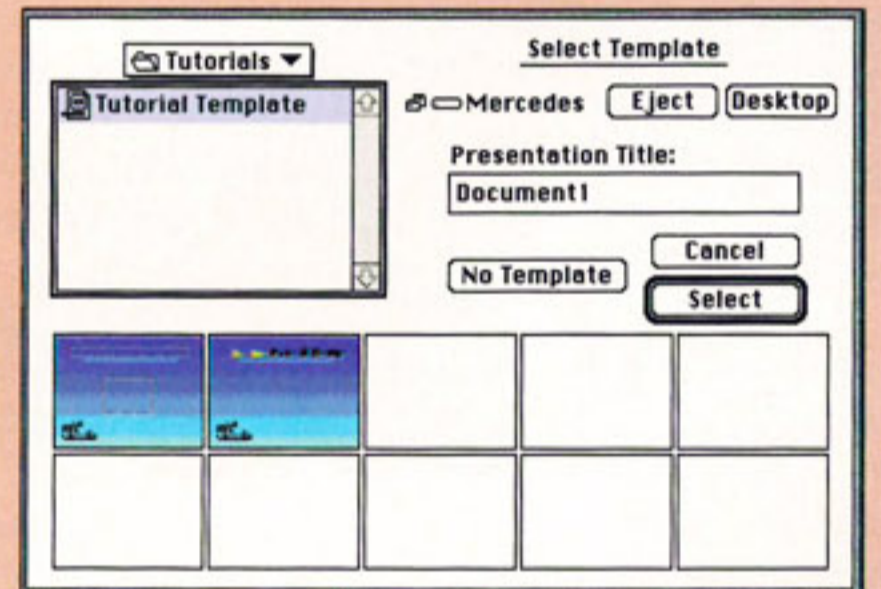 Tutorials
Select Template
Tutorial Template
Mercedes
Eject
Desktop
Presentation Title:
Document1
Cancel
No Template
Select